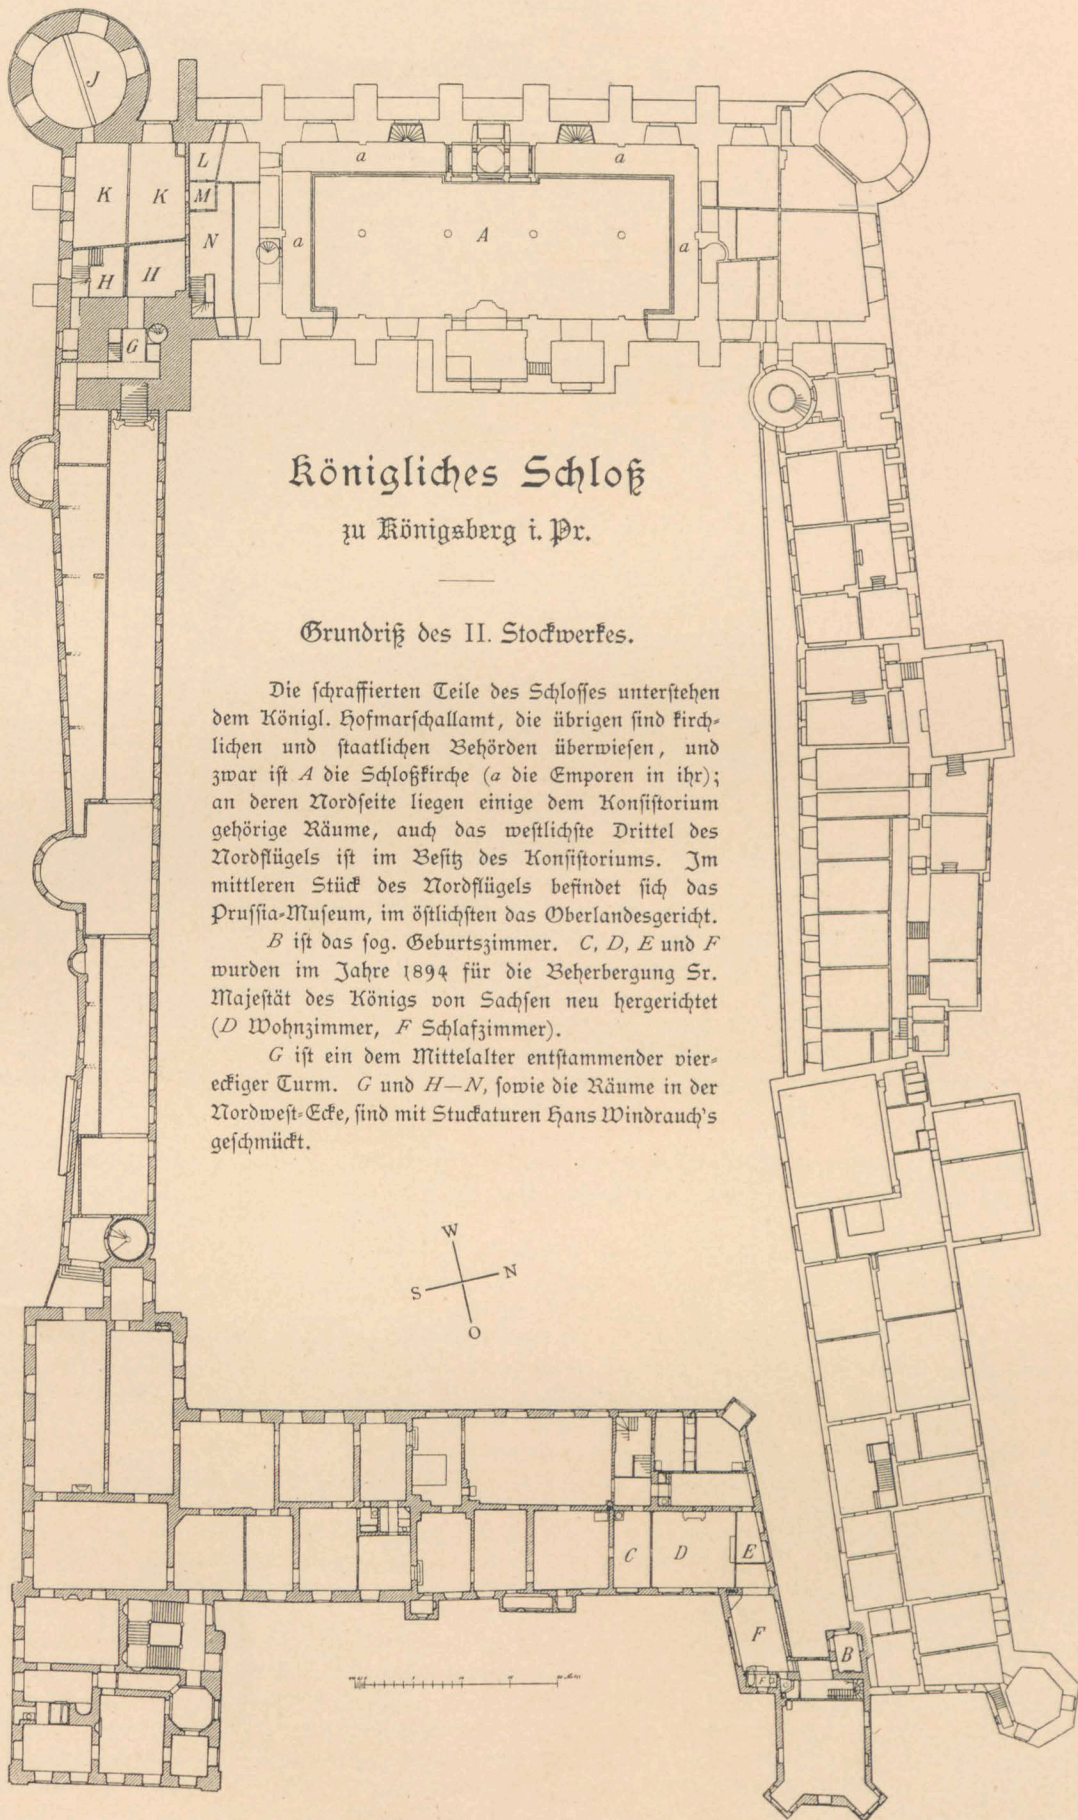 J
K
K
L
M
N
H
H
G
a
a
a
a
A
Königliches Schloß
zu Königsberg i. Pr.
Grundriß des II. Stockwerkes.
Die schraffierten Teile des Schlosses unterstehen
dem Königl. Hofmarschallamt, die übrigen sind kirch-
lichen und staatlichen Behörden überwiesen, und
zwar ist A die Schloßkirche (a die Emporen in ihr);
an deren Nordseite liegen einige dem Konsistorium
gehörige Räume, auch das westlichste Drittel des
Nordflügels ist im Besitz des Konsistoriums. Im
mittleren Stück des Nordflügels befindet sich das
Prussia-Museum, im östlichsten das Oberlandesgericht.
B ist das sog. Geburtszimmer. C, D, E und F
wurden im Jahre 1894 für die Beherbergung Sr.
Majestät des Königs von Sachsen neu hergerichtet
(D Wohnzimmer, F Schlafzimmer).
G ist ein dem Mittelalter entstammender vier-
eckiger Turm. G und H—N, sowie die Räume in der
Nordwest-Ecke, sind mit Stuckaturen Hans Windrauch's
geschmückt.
W
N
S
O
C
D
E
F
F
B